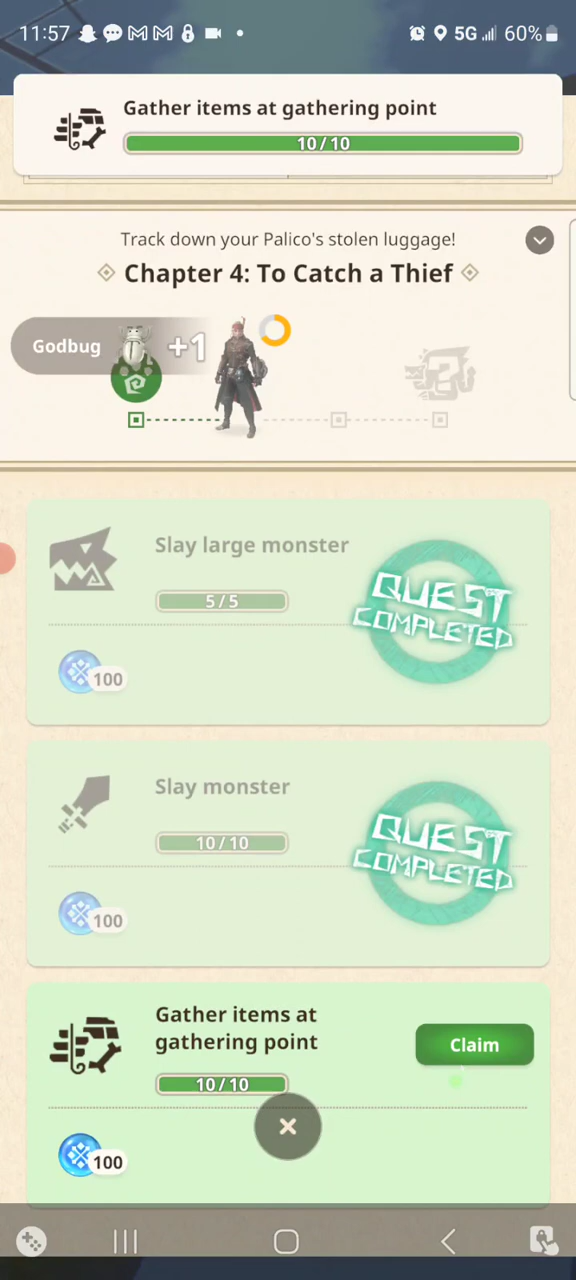 11:57
5G 60%
Gather items at gathering point
10/10
Track down your Palico's stolen luggage!
Chapter 4: To Catch a Thief
Godbug +1
Slay large monster
5/5
QUEST
COMPLETED
100
Slay monster
10/10
QUEST
COMPLETED
100
Gather items at
gathering point
Claim
10/10
100